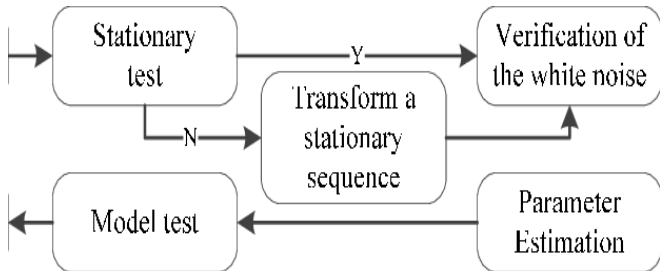 Stationary
test
Y
Verification of
the white noise
N
Transform a
stationary
sequence
Model test
Parameter
Estimation